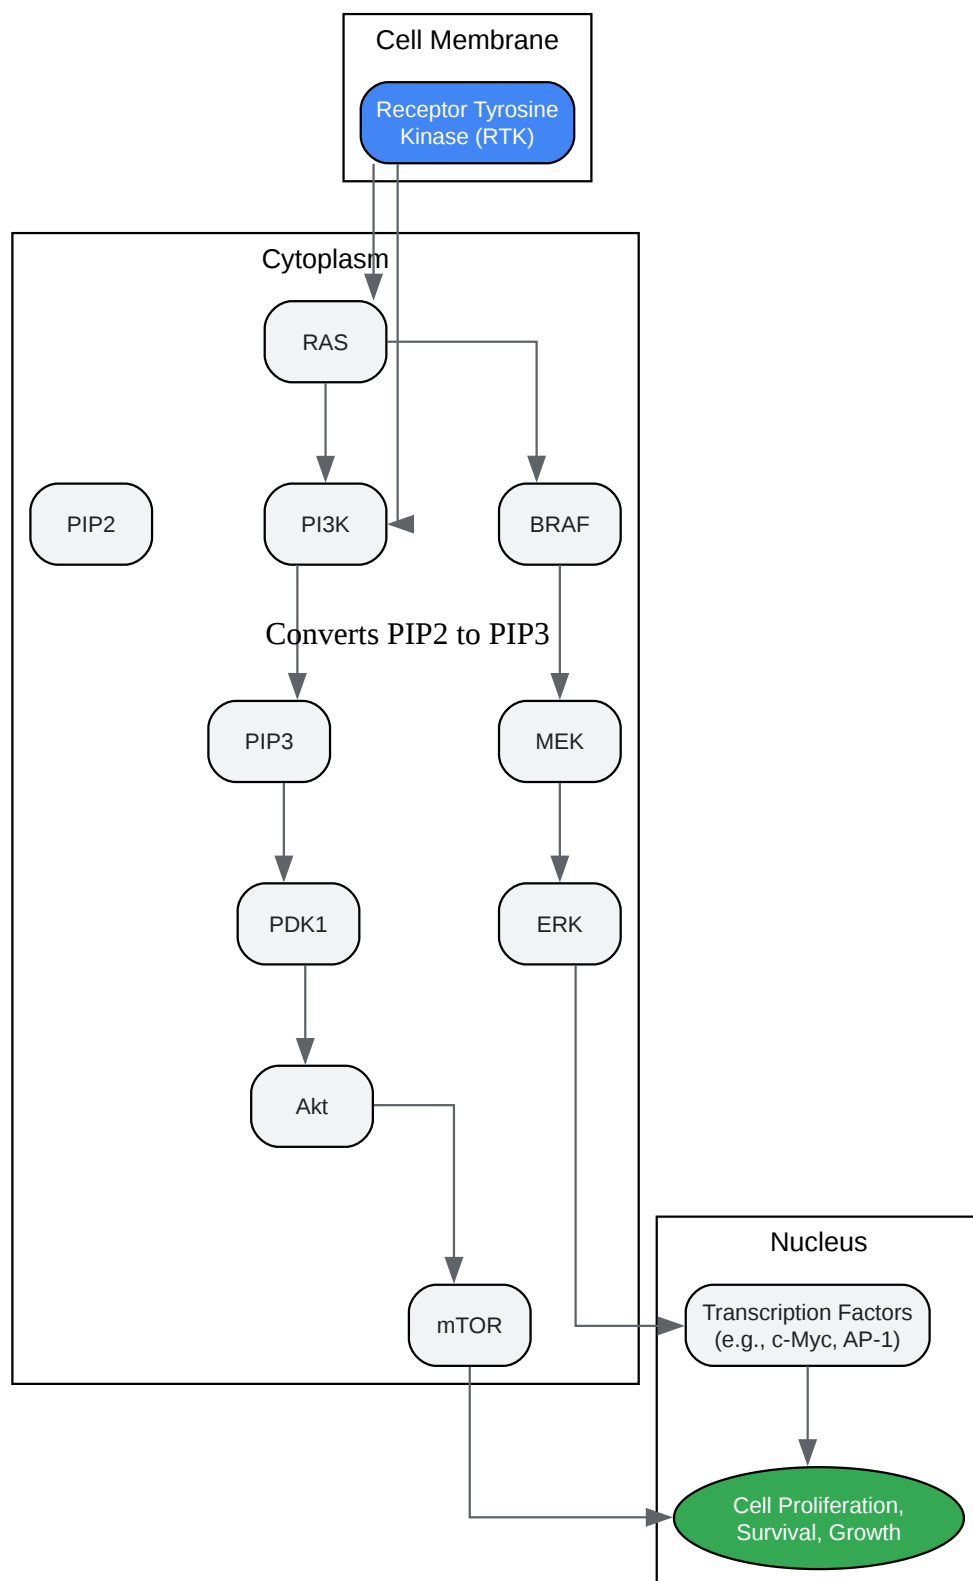 Cell Membrane
Receptor Tyrosine
Kinase (RTK)
Cytoplasm
RAS
PIP2
PI3K
BRAF
Converts PIP2 to PIP3
PIP3
MEK
PDK1
ERK
Akt
Nucleus
mTOR
Transcription Factors
(e.g., c-Myc, AP-1)
Cell Proliferation,
Survival, Growth